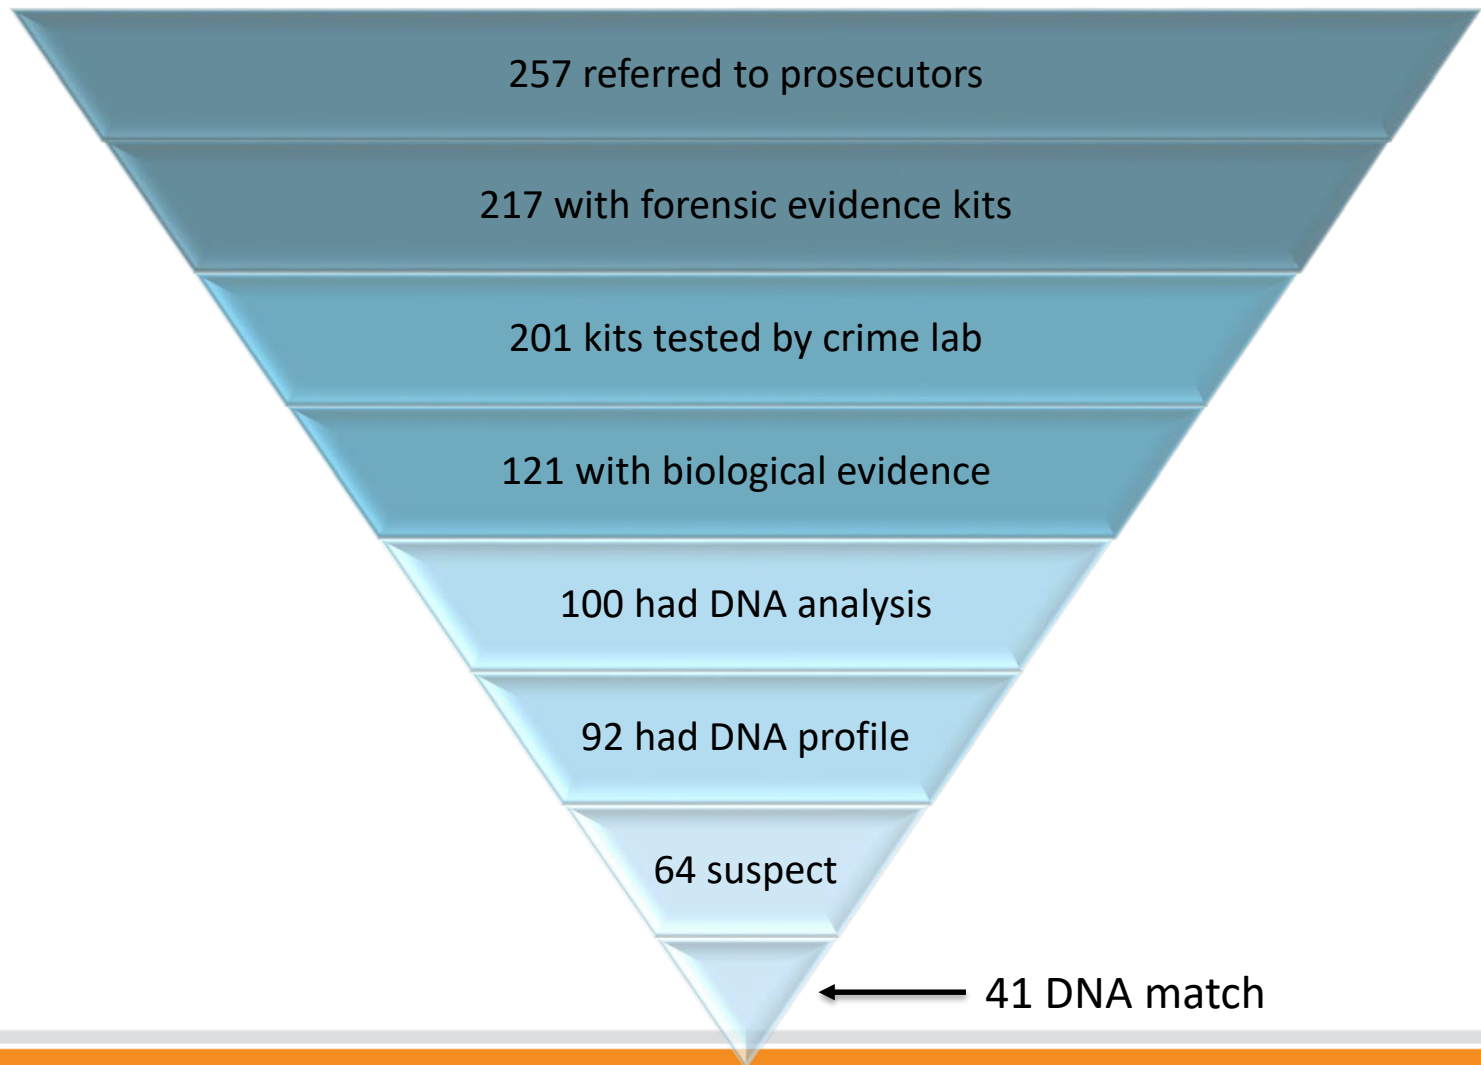 257 referred to prosecutors
217 with forensic evidence kits
201 kits tested by crime lab
121 with biological evidence
100 had DNA analysis
92 had DNA profile
64 suspect
41 DNA match